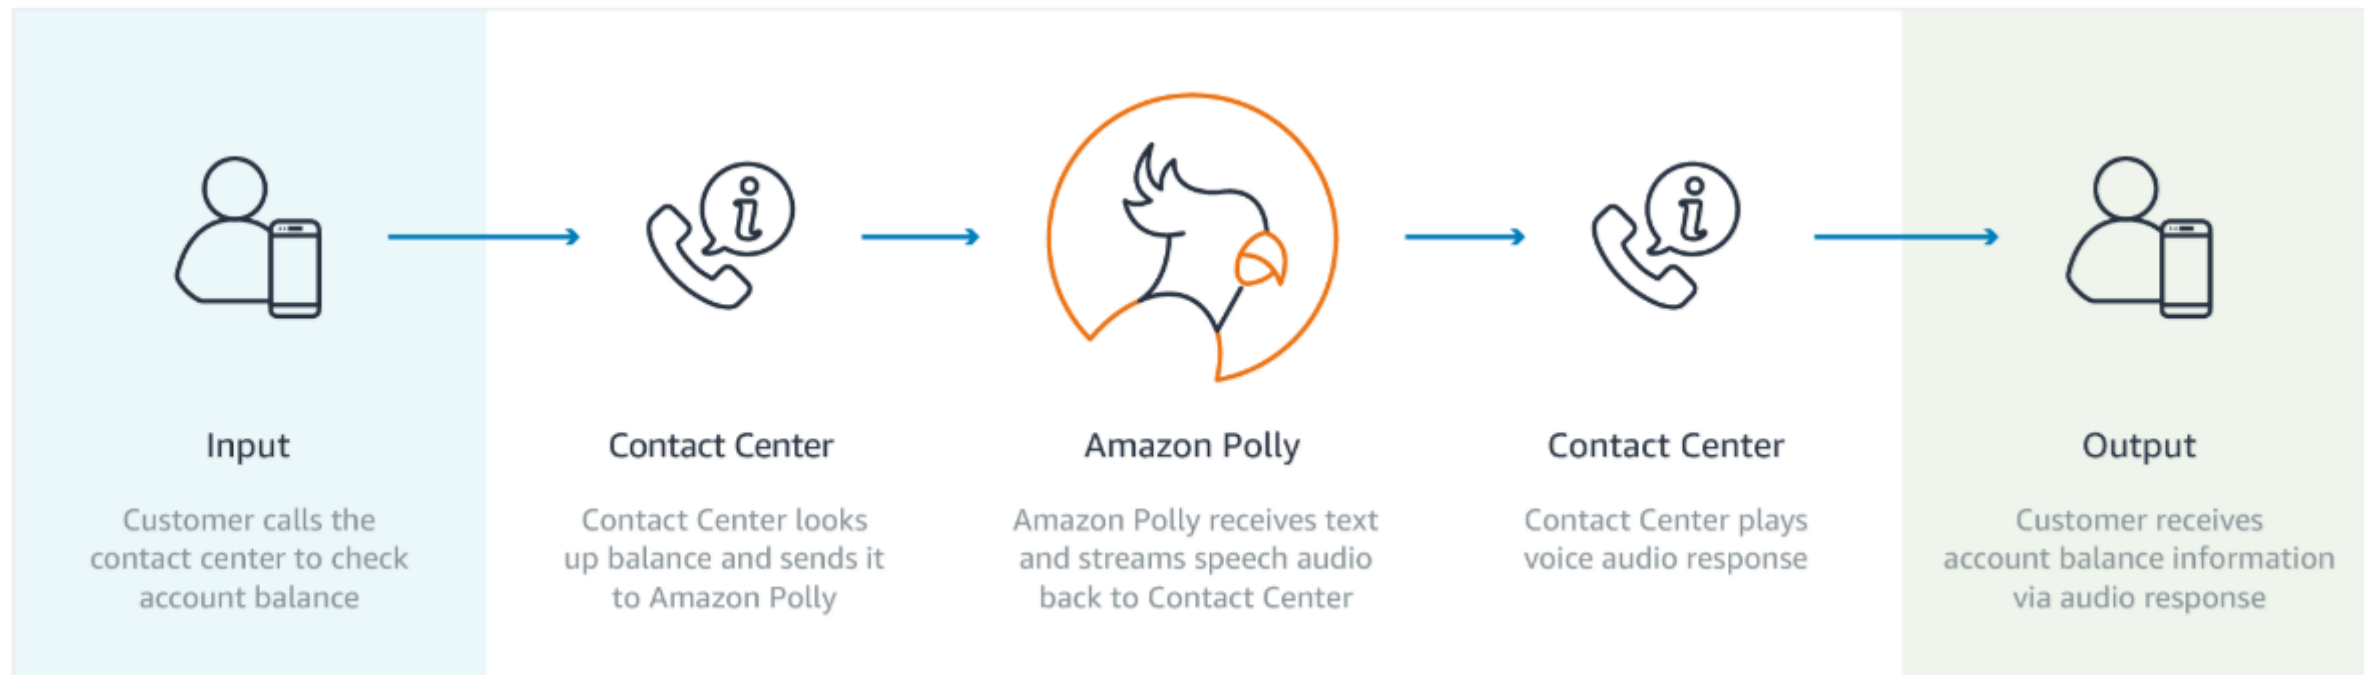 Input
Customer calls the
contact center to check
account balance
Contact Center
Contact Center looks
up balance and sends it
to Amazon Polly
Amazon Polly
Amazon Polly receives text
and streams speech audio
back to Contact Center
Contact Center
Contact Center plays
voice audio response
Output
Customer receives
account balance information
via audio response